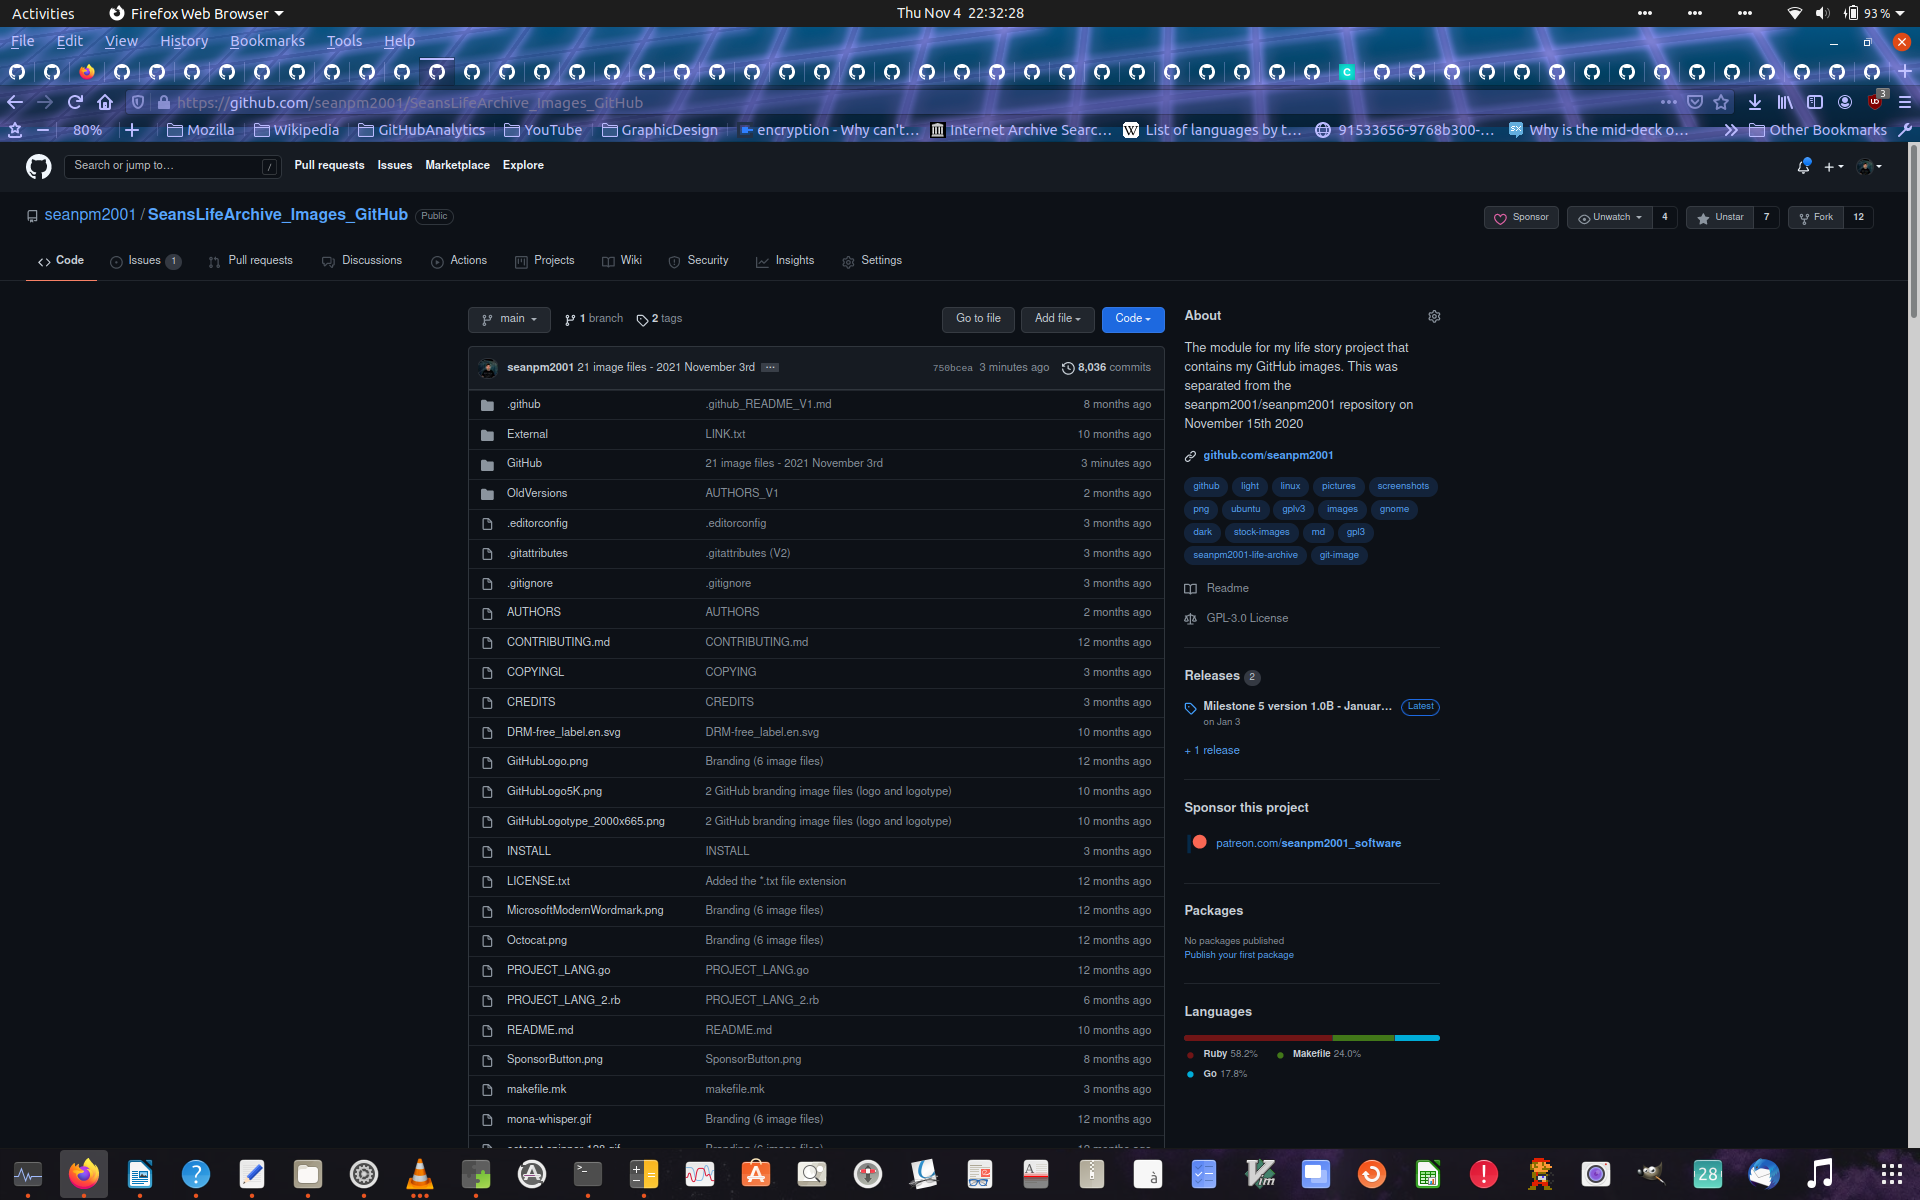 Activities Firefox Web Browser Thu Nov 4 22:32:28 93 %
File Edit View History Bookmarks Tools Help
https://github.com/seanpm2001/SeansLifeArchive_Images_GitHub 3
80% Mozilla Wikipedia GitHubAnalytics YouTube GraphicDesign encryption - Why can't… Internet Archive Searc… List of languages by t… 91533656-9768b300-… Why is the mid-deck o… Other Bookmarks
Search or jump to… / Pull requests Issues Marketplace Explore
seanpm2001 / SeansLifeArchive_Images_GitHub Public
Sponsor Unwatch 4 Unstar 7 Fork 12
Code Issues 1 Pull requests Discussions Actions Projects Wiki Security Insights Settings
main 1 branch 2 tags Go to file Add file Code
seanpm2001 21 image files - 2021 November 3rd 750bcea 3 minutes ago 8,036 commits
.github .github_README_V1.md 8 months ago
External LINK.txt 10 months ago
GitHub 21 image files - 2021 November 3rd 3 minutes ago
OldVersions AUTHORS_V1 2 months ago
.editorconfig .editorconfig 3 months ago
.gitattributes .gitattributes (V2) 3 months ago
.gitignore .gitignore 3 months ago
AUTHORS AUTHORS 2 months ago
CONTRIBUTING.md CONTRIBUTING.md 12 months ago
COPYINGL COPYING 3 months ago
CREDITS CREDITS 3 months ago
DRM-free_label.en.svg DRM-free_label.en.svg 10 months ago
GitHubLogo.png Branding (6 image files) 12 months ago
GitHubLogo5K.png 2 GitHub branding image files (logo and logotype) 10 months ago
GitHubLogotype_2000x665.png 2 GitHub branding image files (logo and logotype) 10 months ago
INSTALL INSTALL 3 months ago
LICENSE.txt Added the *.txt file extension 12 months ago
MicrosoftModernWordmark.png Branding (6 image files) 12 months ago
Octocat.png Branding (6 image files) 12 months ago
PROJECT_LANG.go PROJECT_LANG.go 12 months ago
PROJECT_LANG_2.rb PROJECT_LANG_2.rb 6 months ago
README.md README.md 10 months ago
SponsorButton.png SponsorButton.png 8 months ago
makefile.mk makefile.mk 3 months ago
mona-whisper.gif Branding (6 image files) 12 months ago
About
The module for my life story project that
contains my GitHub images. This was
separated from the
seanpm2001/seanpm2001 repository on
November 15th 2020
github.com/seanpm2001
github light linux pictures screenshots
png ubuntu gplv3 images gnome
dark stock-images md gpl3
seanpm2001-life-archive git-image
Readme
GPL-3.0 License
Releases 2
Milestone 5 version 1.0B - Januar… Latest
on Jan 3
+ 1 release
Sponsor this project
patreon.com/seanpm2001_software
Packages
No packages published
Publish your first package
Languages
Ruby 58.2% Makefile 24.0%
Go 17.8%
28